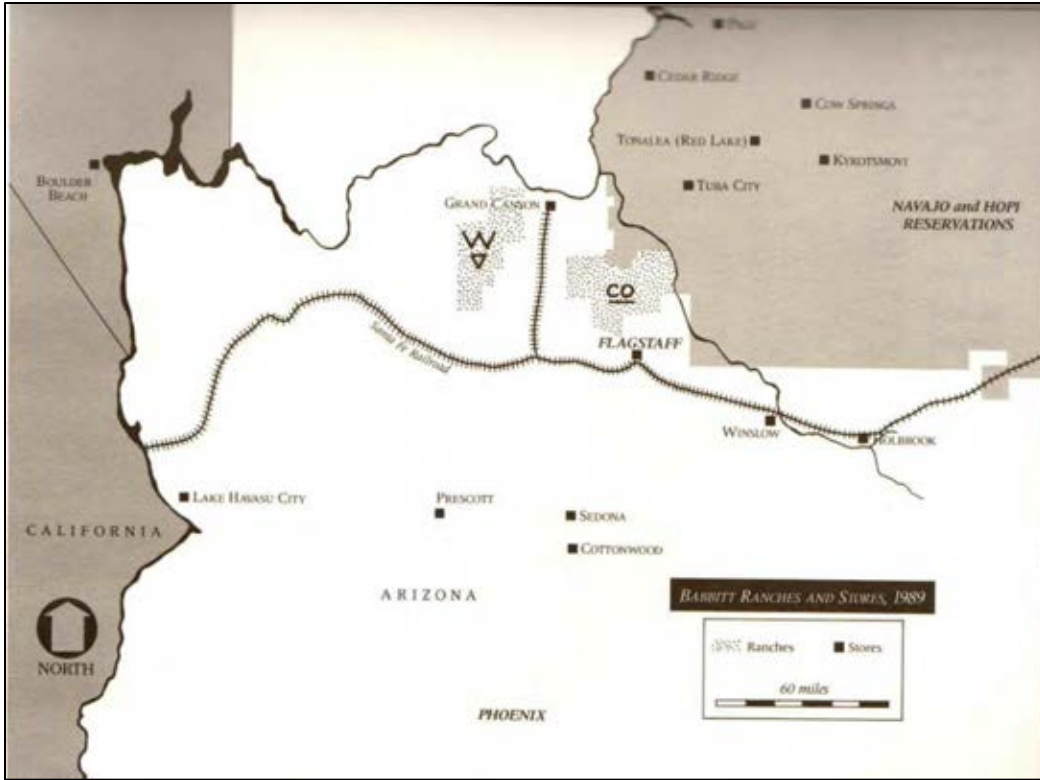 PAGE
CEDAR RIDGE
COW SPRINGS
TONALEA (RED LAKE)
KYKOTSMOVI
TUBA CITY
BOULDER
BEACH
GRAND CANYON
NAVAJO and HOPI
RESERVATIONS
W
CO
FLAGSTAFF
Santa Fe Railroad
WINSLOW
HOLBROOK
LAKE HAVASU CITY
PRESCOTT
SEDONA
CALIFORNIA
COTTONWOOD
ARIZONA
BABBITT RANCHES AND STORES, 1989
Ranches
Stores
NORTH
60 miles
PHOENIX